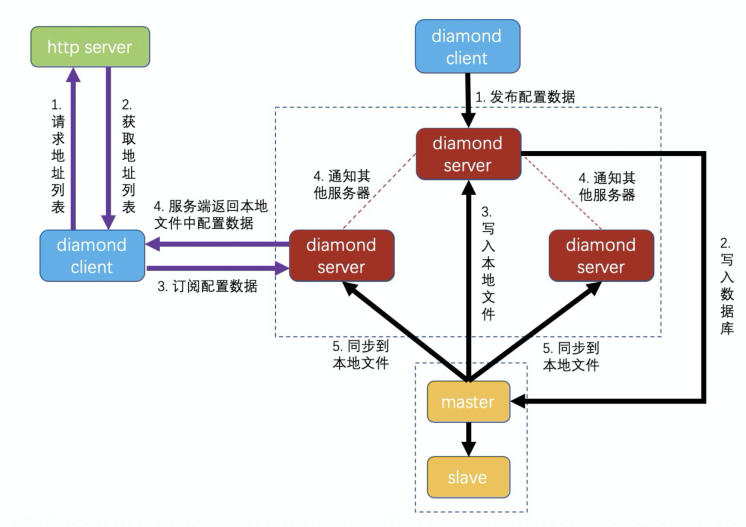 http server
diamond
client
1. 发布配置数据
1.
请
求
地
址
列
表
2.
获
取
地
址
列
表
diamond
server
4. 通知其
他服务器
4. 通知其
他服务器
4. 服务端返回本地
文件中配置数据
3.
写
入
本
地
文
件
diamond
client
diamond
server
diamond
server
2.
写
入
数
据
库
3. 订阅配置数据
5. 同步到
本地文件
5. 同步到
本地文件
master
slave